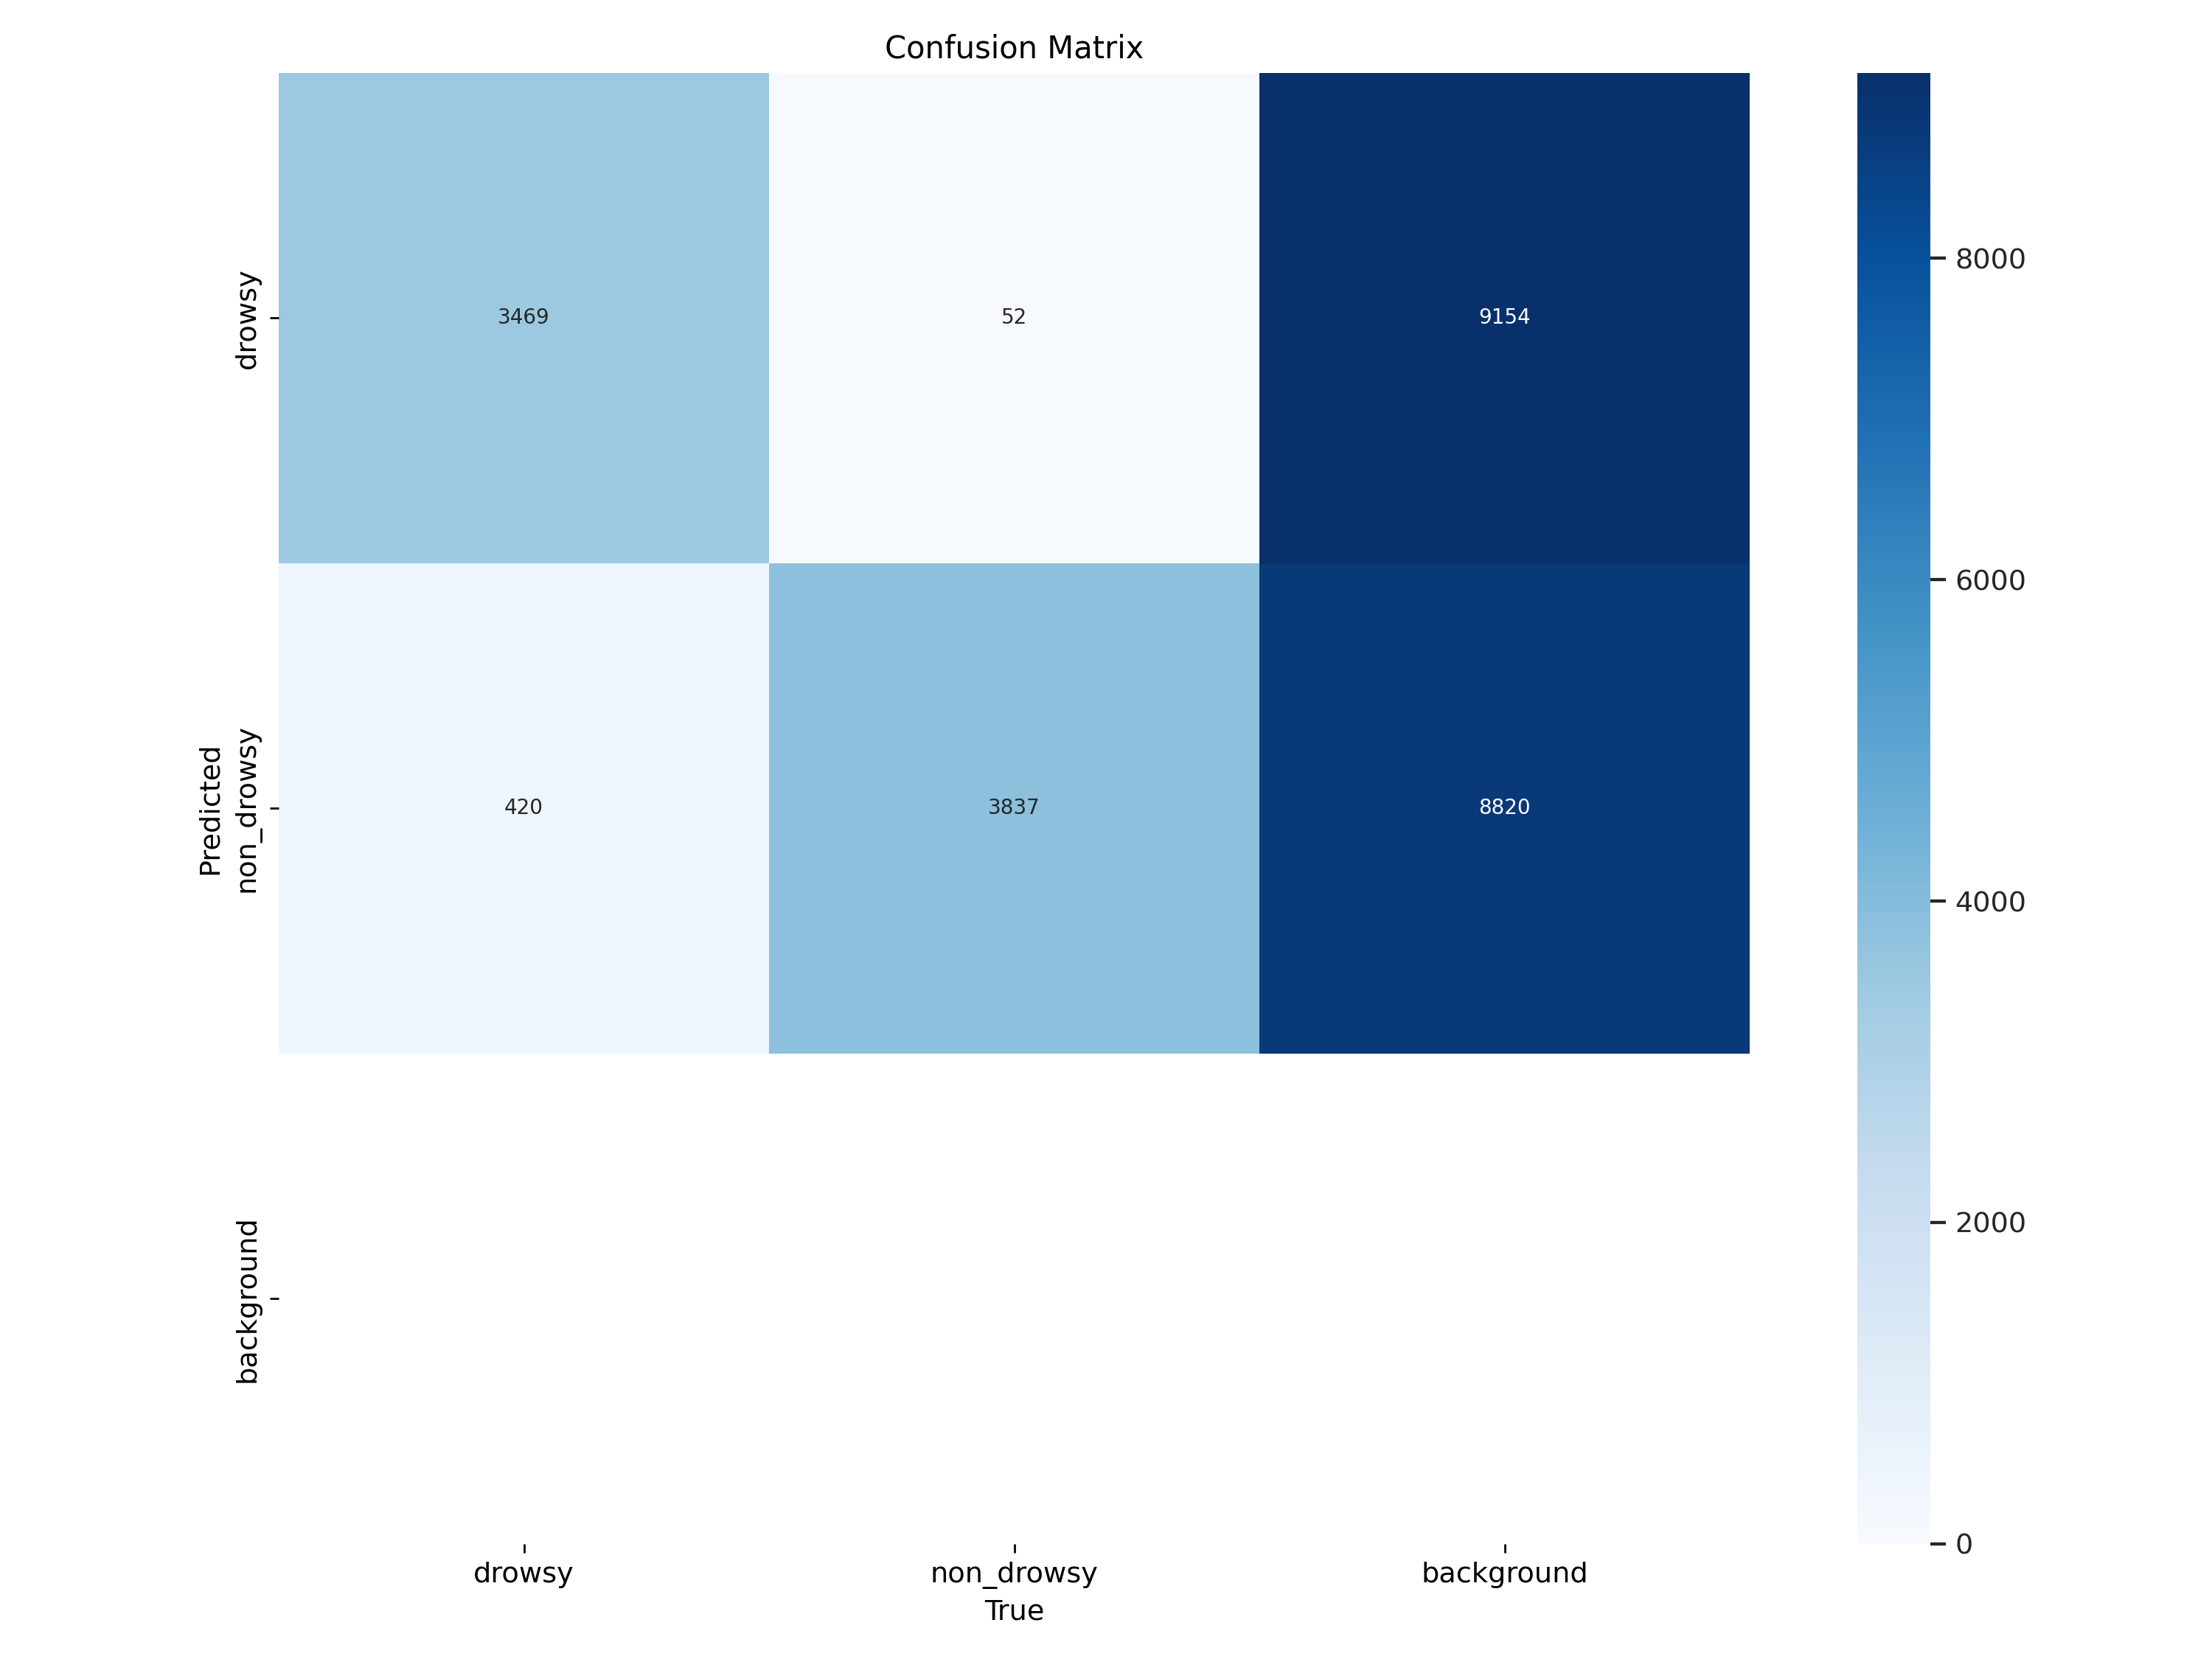 Confusion Matrix
drowsy
3469
52
9154
8000
6000
Predicted
non_drowsy
420
3837
8820
4000
2000
background
0
drowsy
non_drowsy
background
True